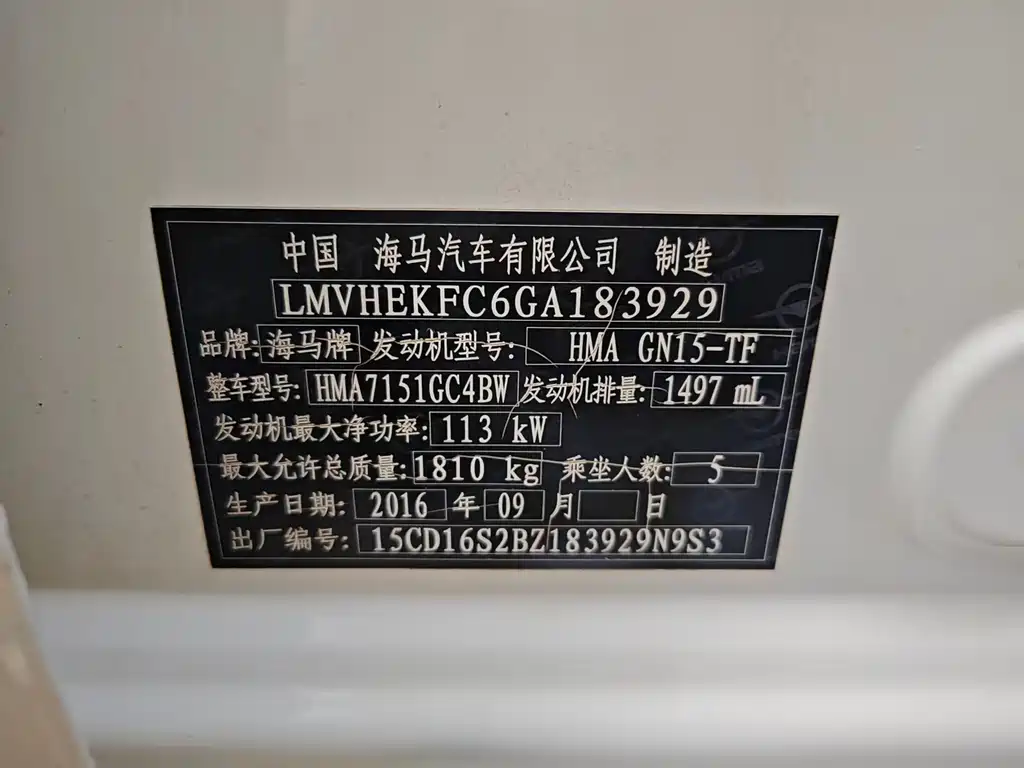 中国 海马汽车有限公司 制造
LMVHEKFC6GA183929
品牌: 海马牌 发动机型号: HMA GN15-TF
整车型号: HMA7151GC4BW 发动机排量: 1497 mL
发动机最大净功率: 113 kW
最大允许总质量: 1810 kg 乘坐人数: 5
生产日期: 2016 年 09 月 日
出厂编号: 15CD16S2BZ183929N9S3